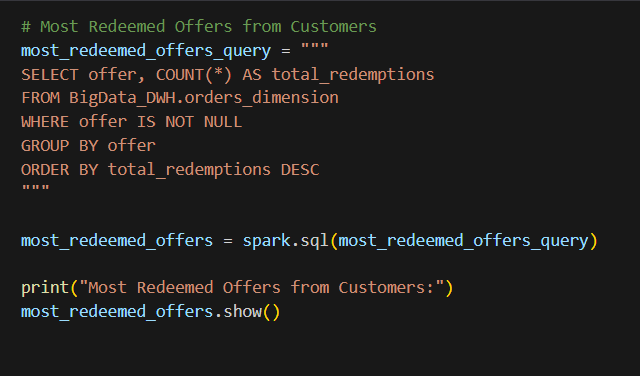 # Most Redeemed Offers from Customers
most_redeemed_offers_query = """
SELECT offer, COUNT(*) AS total_redemptions
FROM BigData_DWH.orders_dimension
WHERE offer IS NOT NULL
GROUP BY offer
ORDER BY total_redemptions DESC
"""
most_redeemed_offers = spark.sql(most_redeemed_offers_query)
print("Most Redeemed Offers from Customers:")
most_redeemed_offers.show()